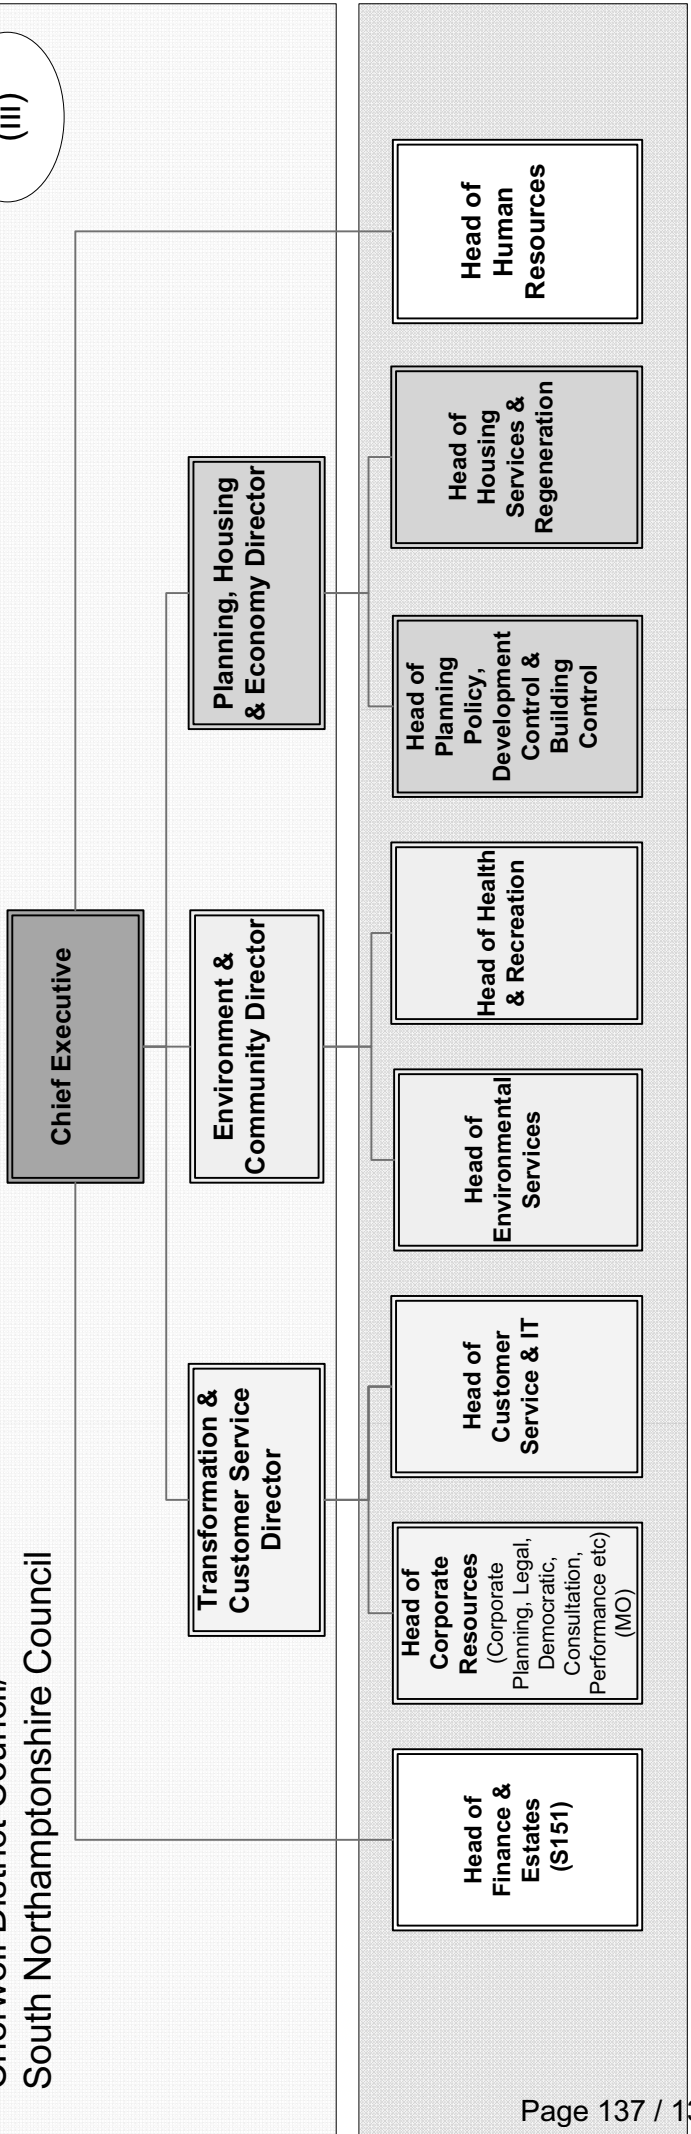 Cherwell District Council/
South Northamptonshire Council
(III)
Chief Executive
Transformation &
Customer Service
Director
Environment &
Community Director
Planning, Housing
& Economy Director
Head of
Finance &
Estates
(S151)
Head of
Corporate
Resources
(Corporate
Planning, Legal,
Democratic,
Consultation,
Performance etc)
(MO)
Head of
Customer
Service & IT
Head of
Environmental
Services
Head of Health
& Recreation
Head of
Planning
Policy,
Development
Control &
Building
Control
Head of
Housing
Services &
Regeneration
Head of
Human
Resources
Page 137 /